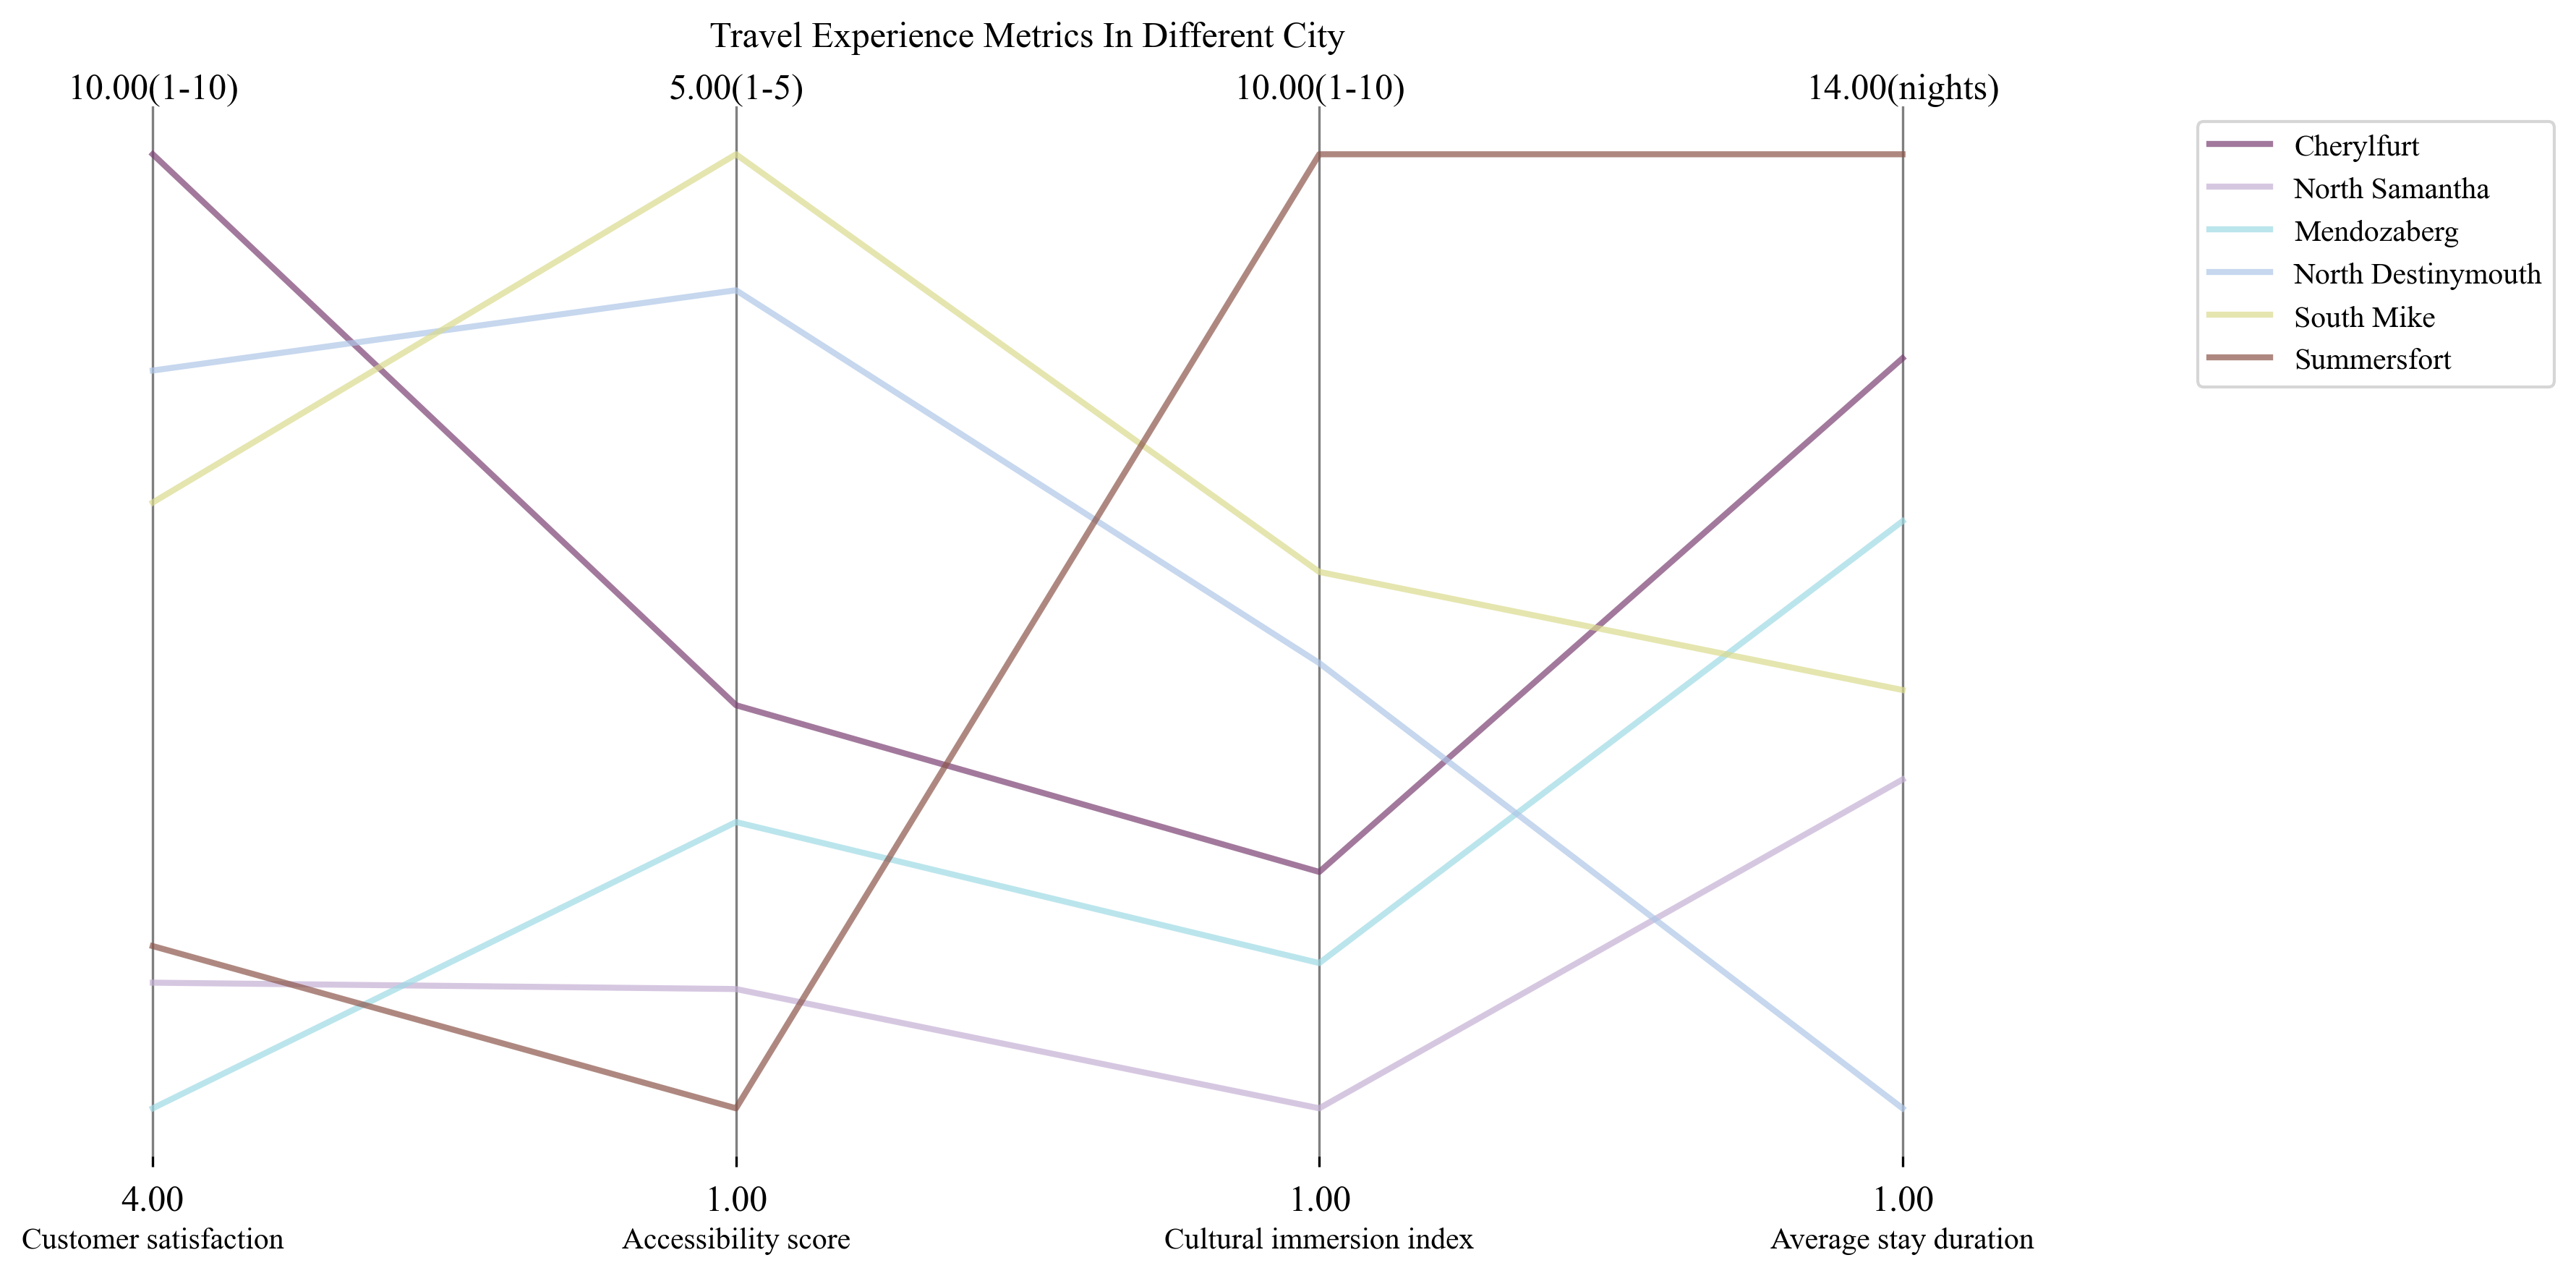 Travel Experience Metrics In Different City
10.00(1-10)
5.00(1-5)
10.00(1-10)
14.00(nights)
Cherylfurt
North Samantha
Mendozaberg
North Destinymouth
South Mike
Summersfort
4.00
1.00
1.00
1.00
Customer satisfaction
Accessibility score
Cultural immersion index
Average stay duration